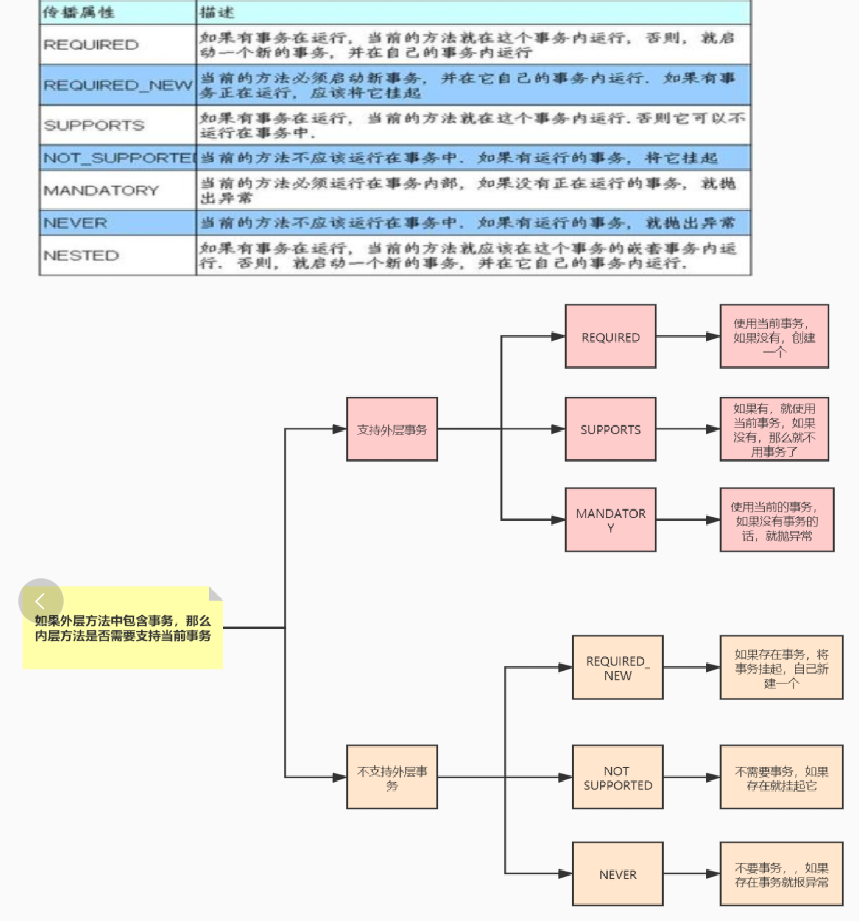 传播属性 描述
REQUIRED 如果有事务在运行，当前的方法就在这个事务内运行，否则，就启
动一个新的事务，并在自己的事务内运行
REQUIRED_NEW 当前的方法必须启动新事务，并在它自己的事务内运行. 如果有事
务正在运行，应该将它挂起
SUPPORTS 如果有事务在运行，当前的方法就在这个事务内运行.否则它可以不
运行在事务中.
NOT_SUPPORTE 当前的方法不应该运行在事务中. 如果有运行的事务，将它挂起
MANDATORY 当前的方法必须运行在事务内部，如果没有正在运行的事务，就抛
出异常
NEVER 当前的方法不应该运行在事务中. 如果有运行的事务，就抛出异常
NESTED 如果有事务在运行，当前的方法就应该在这个事务的嵌套事务内运
行. 否则，就启动一个新的事务，并在它自己的事务内运行.
如果外层方法中包含事务，那么
内层方法是否需要支持当前事务
支持外层事务
REQUIRED
使用当前事务，
如果没有，创建
一个
SUPPORTS
如果有，就使用
当前事务，如果
没有，那么就不
用事务了
MANDATOR
Y
使用当前的事务，
如果没有事务的
话，就抛异常
不支持外层事
务
REQUIRED_
NEW
如果存在事务，将
事务挂起，自己新
建一个
NOT
SUPPORTED
不需要事务，如果
存在就挂起它
NEVER
不要事务，，如果
存在事务就报异常